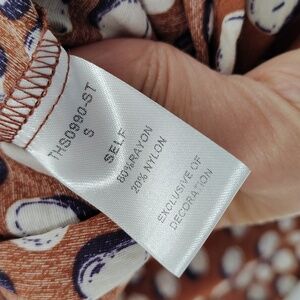 THS0990-ST
S
SELF
80%RAYON
20% NYLON
EXCLUSIVE OF
DECORATION